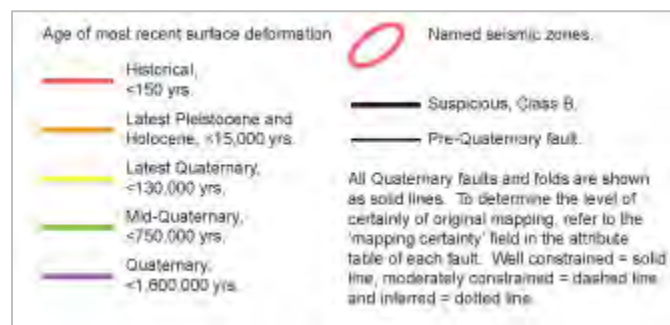 Age of most recent surface deformation
Historical,
<150 yrs.
Latest Pleistocene and
Holocene, <15,000 yrs.
Latest Quaternary,
<130,000 yrs.
Mid-Quaternary,
<750,000 yrs.
Quaternary,
<1,600,000 yrs.
Named seismic zones.
Suspicious, Class B.
Pre-Quaternary fault.
All Quaternary faults and folds are shown
as solid lines. To determine the level of
certainly of original mapping, refer to the
'mapping certainty' field in the attribute
table of each fault. Well constrained = solid
line, moderately constrained = dashed line
and inferred = dotted line.